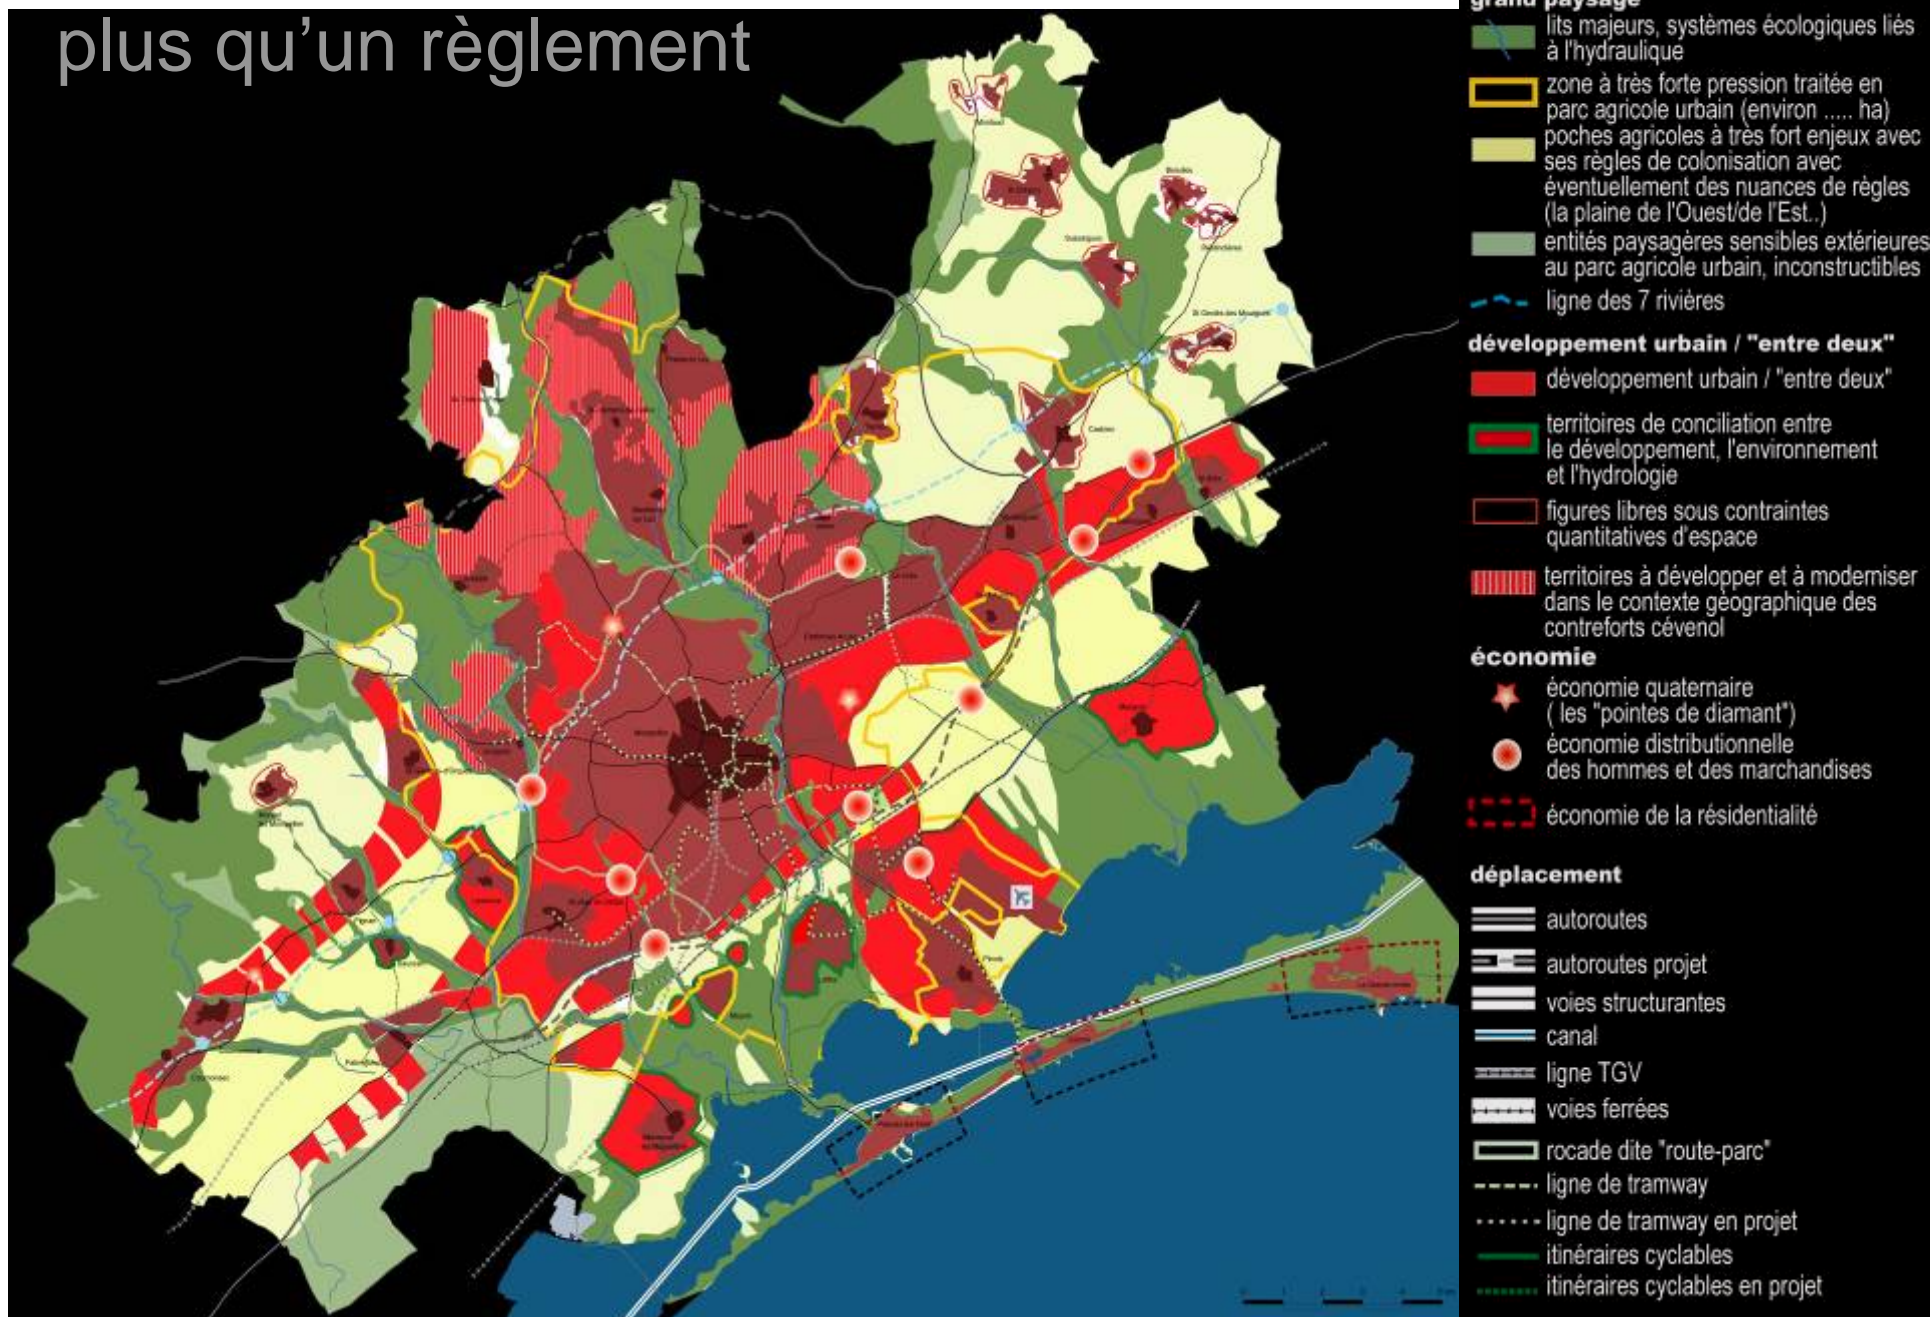 plus qu'un règlement
grand paysage
lits majeurs, systèmes écologiques liés
à l'hydraulique
zone à très forte pression traitée en
parc agricole urbain (environ ..... ha)
poches agricoles à très fort enjeux avec
ses règles de colonisation avec
éventuellement des nuances de règles
(la plaine de l'Ouest/de l'Est..)
entités paysagères sensibles extérieures
au parc agricole urbain, inconstructibles
ligne des 7 rivières
développement urbain / "entre deux"
développement urbain / "entre deux"
territoires de conciliation entre
le développement, l'environnement
et l'hydrologie
figures libres sous contraintes
quantitatives d'espace
territoires à développer et à moderniser
dans le contexte géographique des
contreforts cévenol
économie
économie quaternaire
( les "pointes de diamant")
économie distributionnelle
des hommes et des marchandises
économie de la résidentialité
déplacement
autoroutes
autoroutes projet
voies structurantes
canal
ligne TGV
voies ferrées
rocade dite "route-parc"
ligne de tramway
ligne de tramway en projet
itinéraires cyclables
itinéraires cyclables en projet